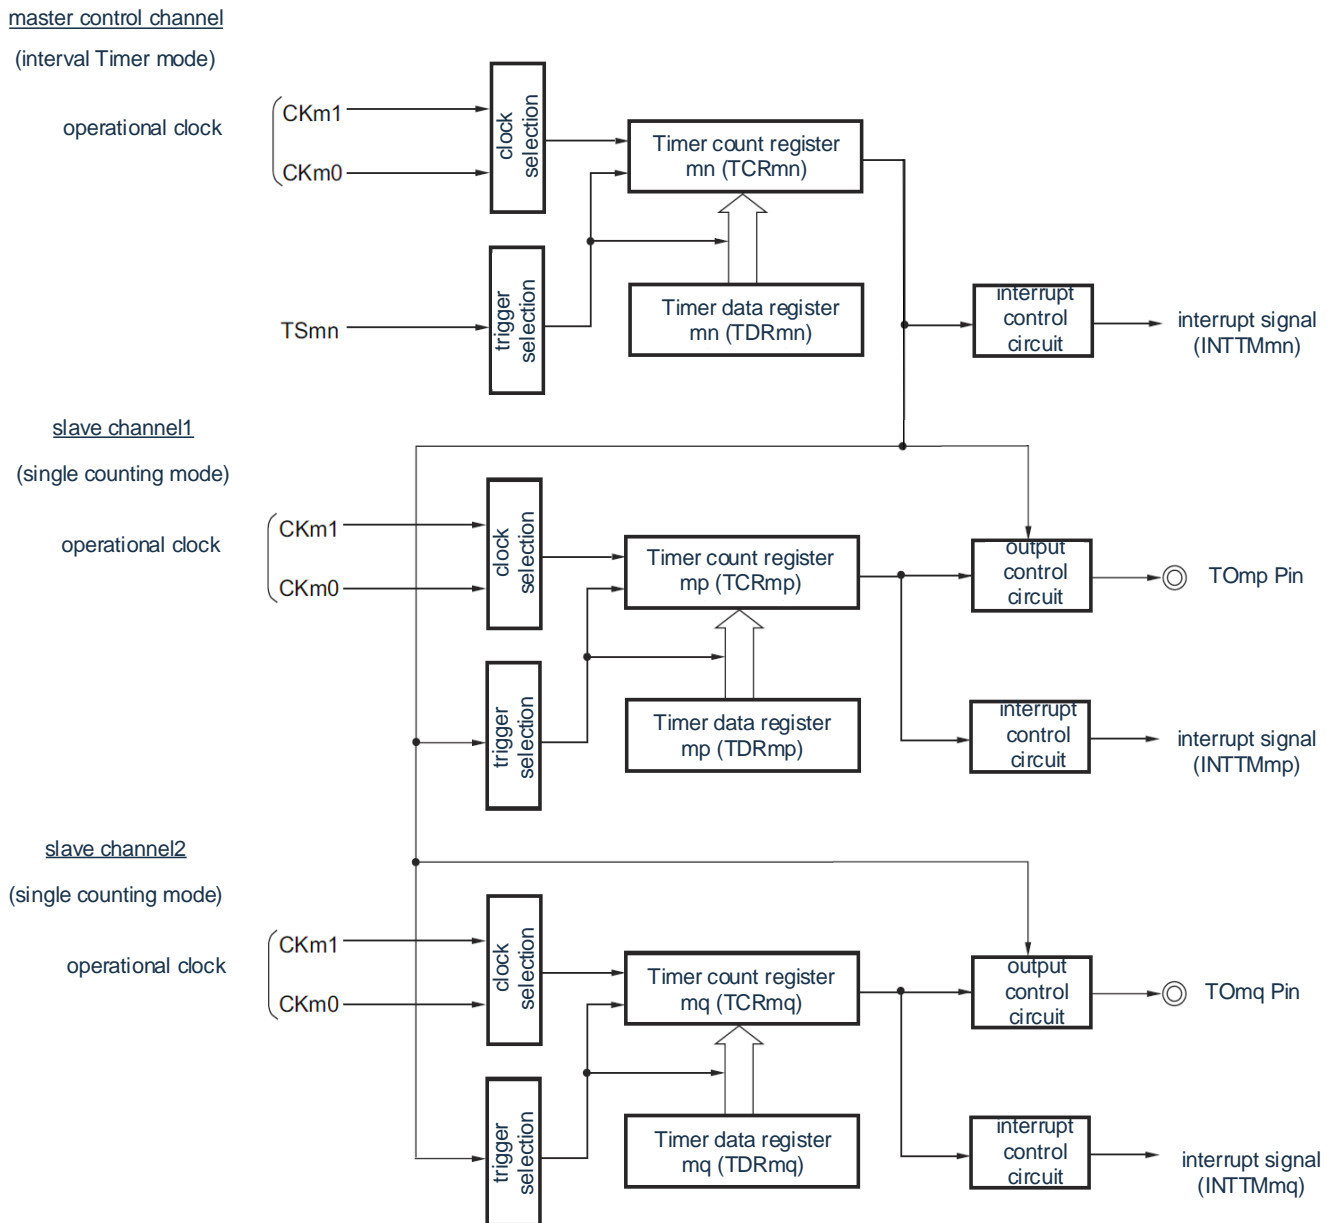 master control channel
(interval Timer mode)
operational clock
CKm1
CKm0
clock
selection
Timer count register
mn (TCRmn)
TSmn
trigger
selection
Timer data register
mn (TDRmn)
interrupt
control
circuit
interrupt signal
(INTTMmn)
slave channel1
(single counting mode)
operational clock
CKm1
CKm0
clock
selection
Timer count register
mp (TCRmp)
output
control
circuit
TOmp Pin
trigger
selection
Timer data register
mp (TDRmp)
interrupt
control
circuit
interrupt signal
(INTTMmp)
slave channel2
(single counting mode)
operational clock
CKm1
CKm0
clock
selection
Timer count register
mq (TCRmq)
output
control
circuit
TOmq Pin
trigger
selection
Timer data register
mq (TDRmq)
interrupt
control
circuit
interrupt signal
(INTTMmq)